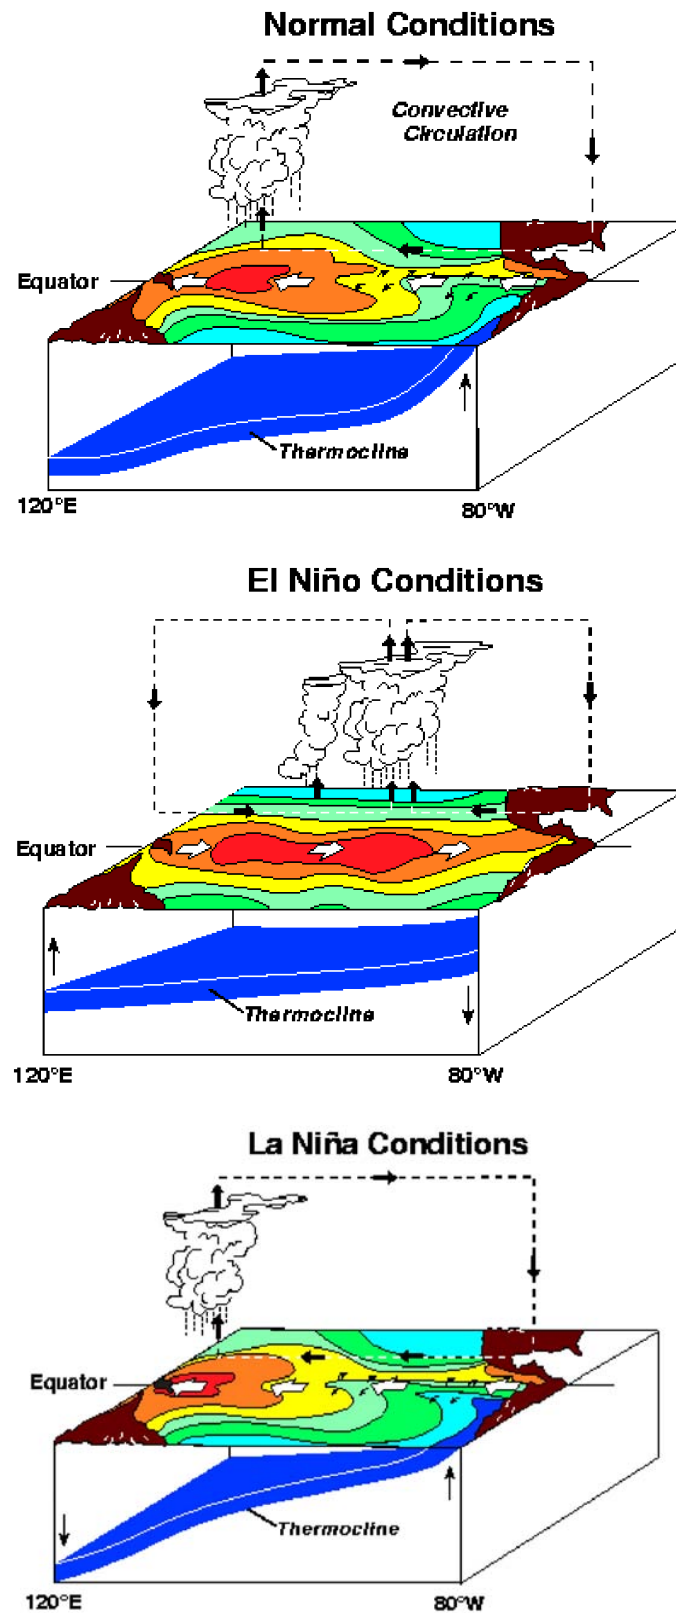 Normal Conditions
Convective
Circulation
Equator
Thermocline
120°E
80°W
El Niño Conditions
Equator
Thermocline
120°E
80°W
La Niña Conditions
Equator
Thermocline
120°E
80°W